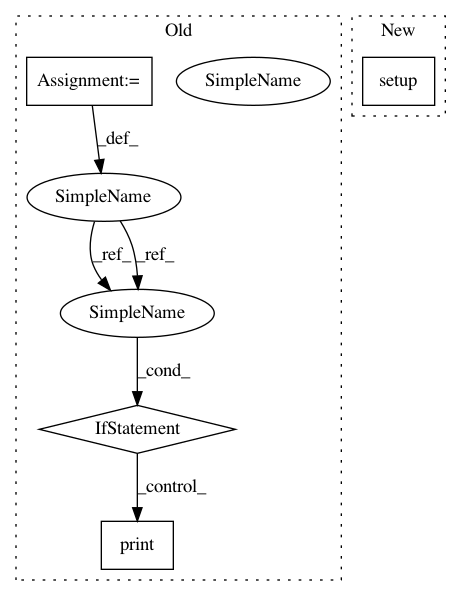 Old
New
Assignment:=
SimpleName
setup
_def_
SimpleName
_ref_
_ref_
SimpleName
_cond_
IfStatement
_control_
print